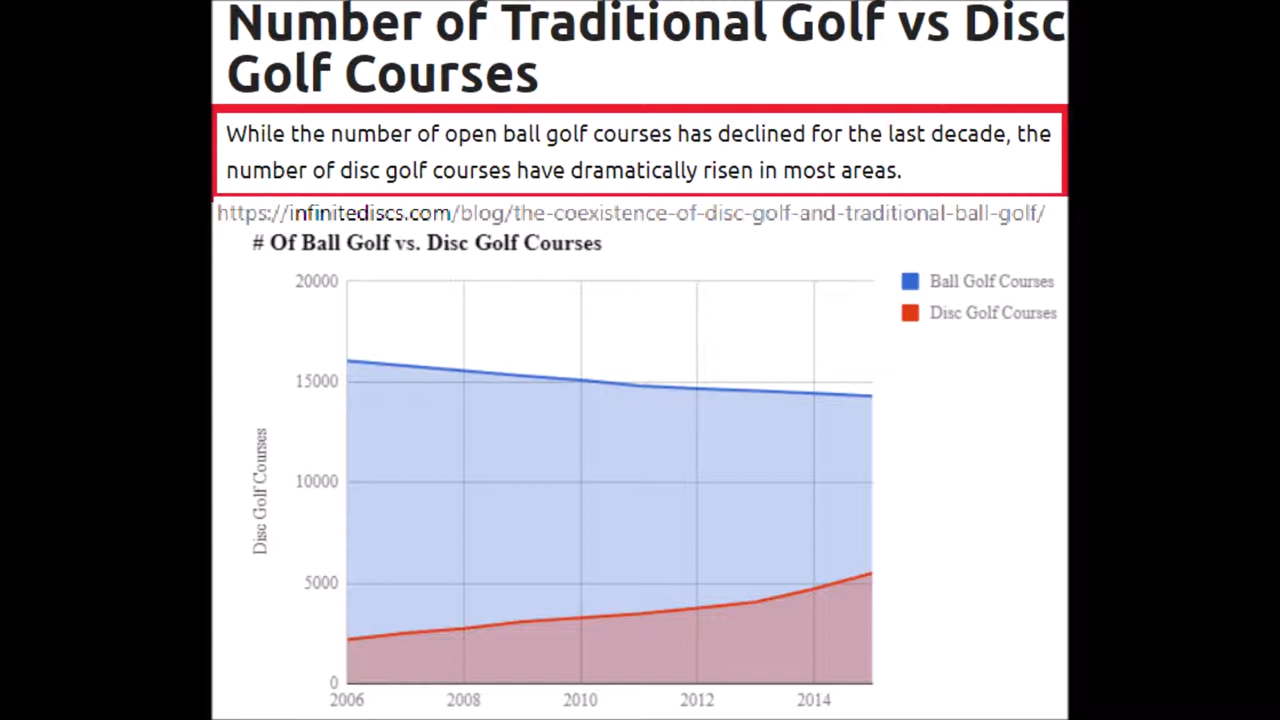 Number of Traditional Golf vs Disc
Golf Courses
While the number of open ball golf courses has declined for the last decade, the
number of disc golf courses have dramatically risen in most areas.
https://infinitediscs.com/blog/the-coexistence-of-disc-golf-and-traditional-ball-golf/
# Of Ball Golf vs. Disc Golf Courses
Ball Golf Courses
Disc Golf Courses
20000
15000
10000
5000
0
Disc Golf Courses
2006 2008 2010 2012 2014